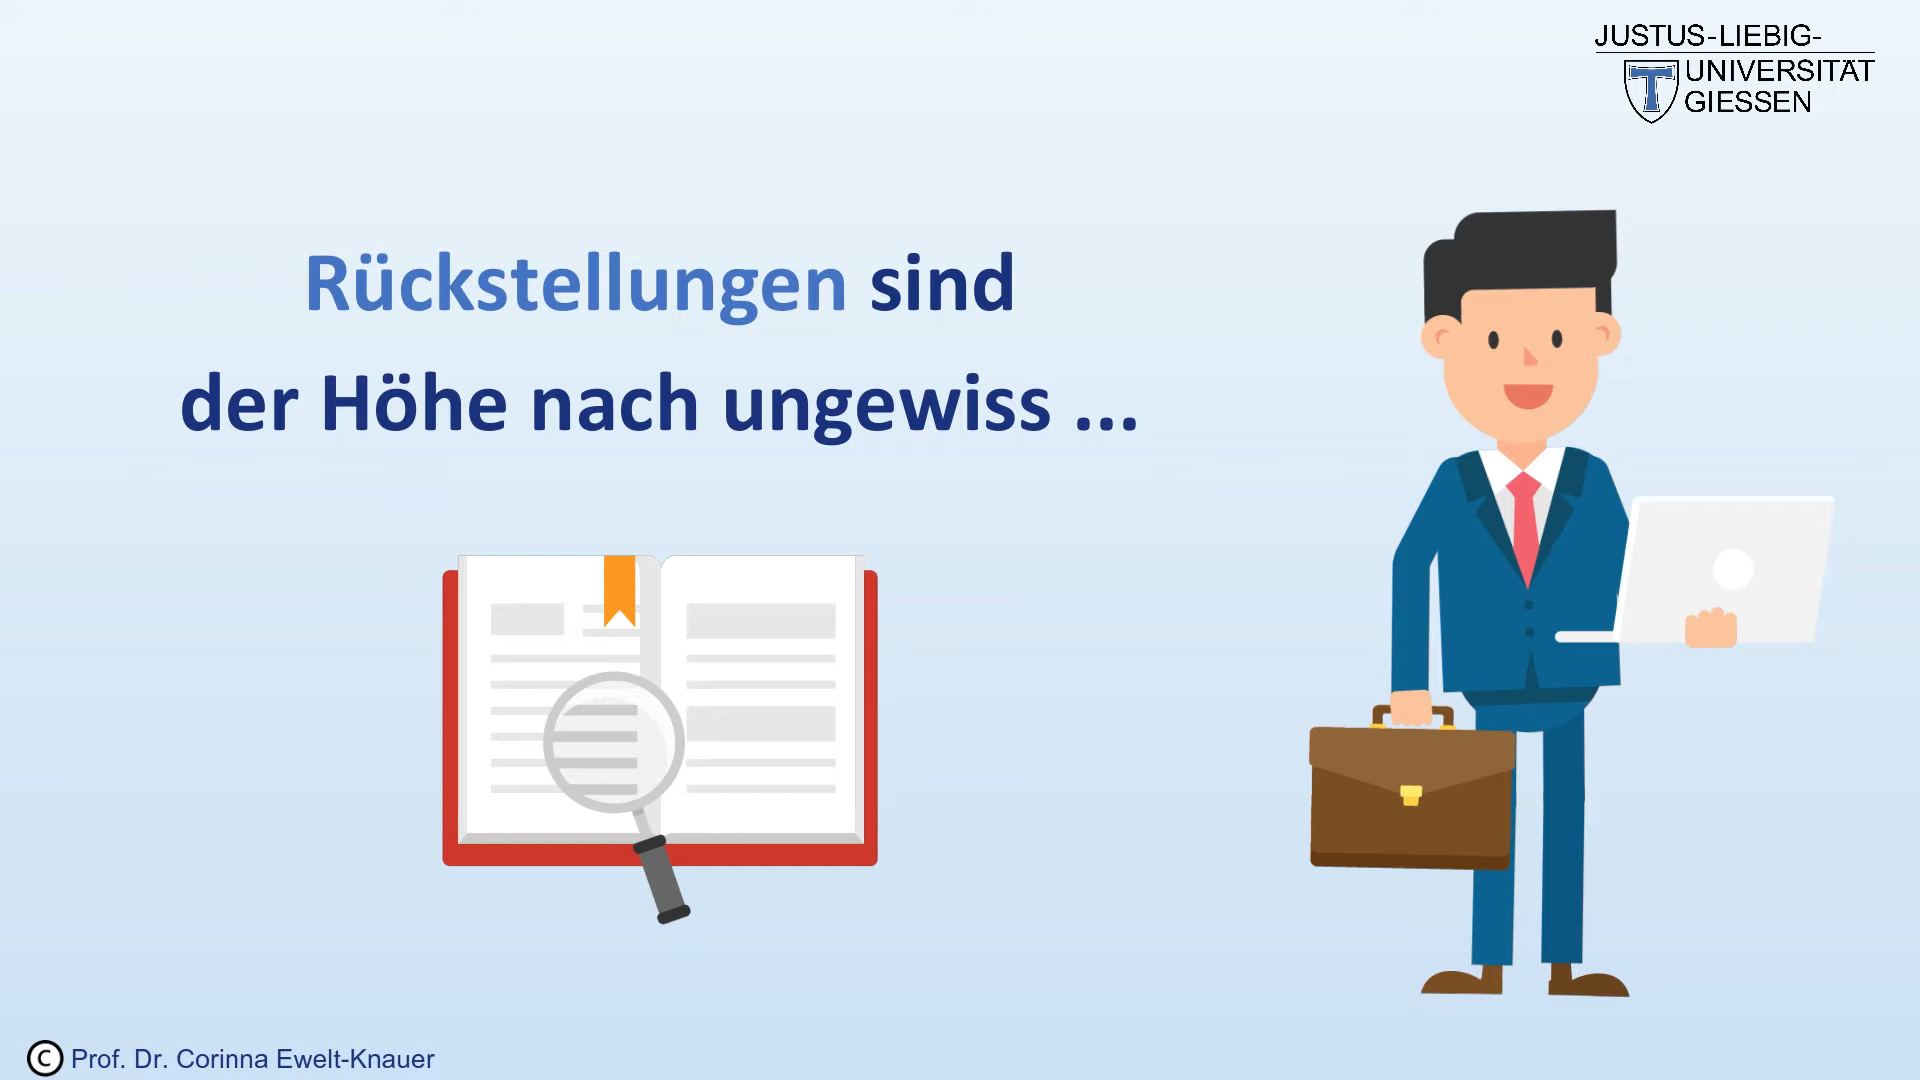 JUSTUS-LIEBIG-
UNIVERSITÄT
GIESSEN
Rückstellungen sind
der Höhe nach ungewiss ...
© Prof. Dr. Corinna Ewelt-Knauer